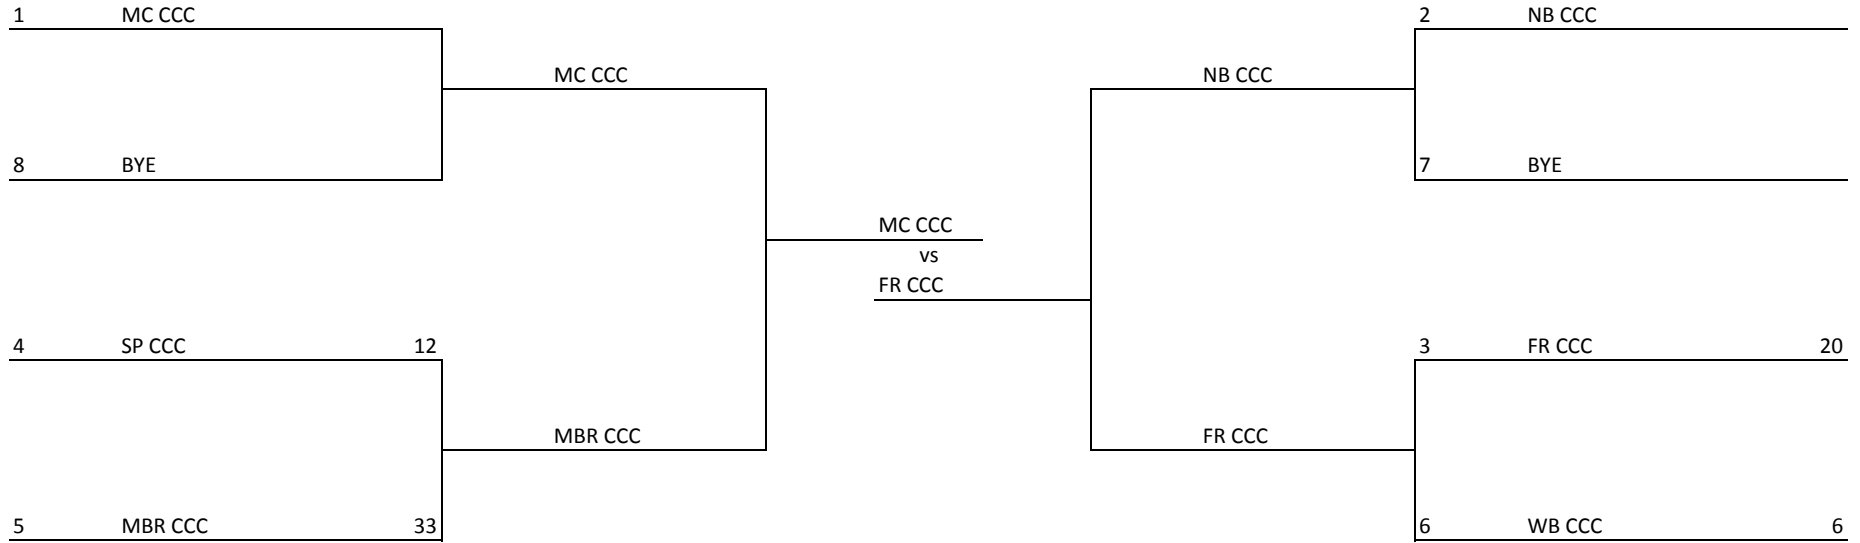 1 MC CCC 2 NB CCC
MC CCC NB CCC
8 BYE 7 BYE
MC CCC
vs
FR CCC
4 SP CCC 12 3 FR CCC 20
MBR CCC FR CCC
5 MBR CCC 33 6 WB CCC 6